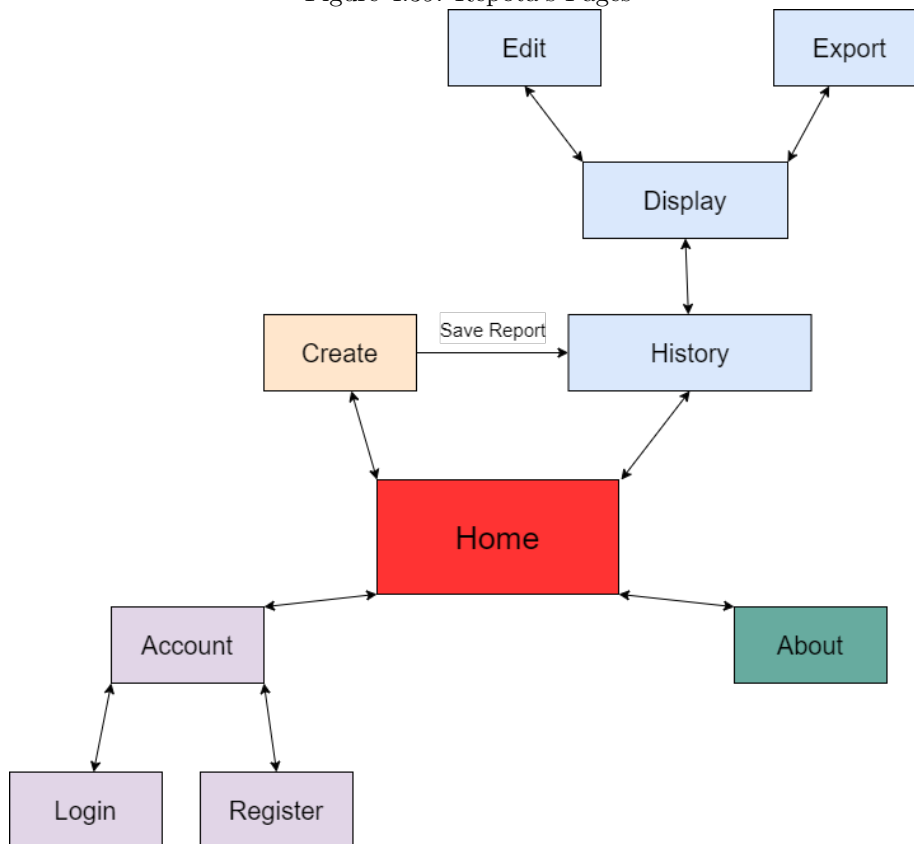 Edit
Export
Display
Save Report
Create
History
Home
Account
About
Login
Register